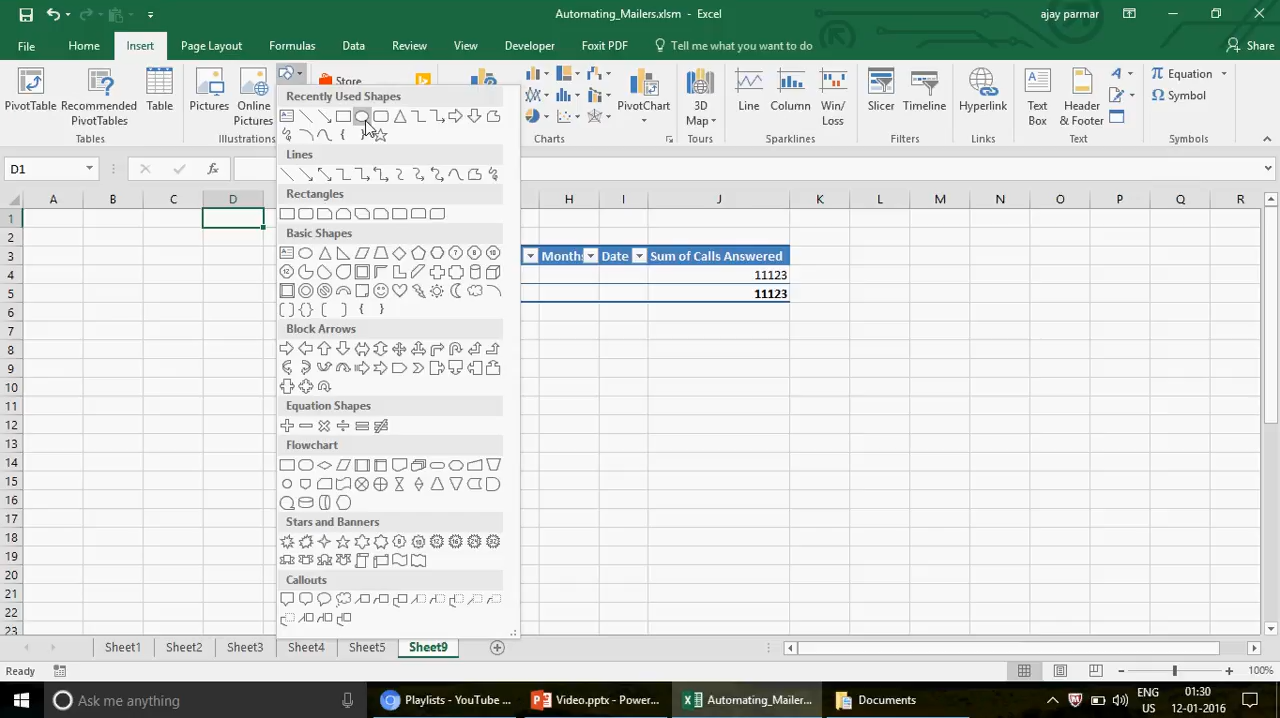 Automating_Mailers.xlsm - Excel
ajay parmar
File Home Insert Page Layout Formulas Data Review View Developer Foxit PDF Tell me what you want to do Share
PivotTable Recommended PivotTables Table
Tables
Pictures Online Pictures
Illustrations
Store
PivotChart
Charts
3D Map
Tours
Line Column Win/Loss
Sparklines
Slicer Timeline
Filters
Hyperlink
Links
Text Box Header & Footer
Text
Equation
Symbol
Symbols
D1
Recently Used Shapes
Lines
Rectangles
Basic Shapes
Block Arrows
Equation Shapes
Flowchart
Stars and Banners
Callouts
A B C D H I J K L M N O P Q R
1
2
3 Months Date Sum of Calls Answered
4 11123
5 11123
6
7
8
9
10
11
12
13
14
15
16
17
18
19
20
21
22
23
Sheet1 Sheet2 Sheet3 Sheet4 Sheet5 Sheet9
Ready 100%
Ask me anything Playlists - YouTube ... Video.pptx - Power... Automating_Mailer... Documents
ENG 01:30
US 12-01-2016